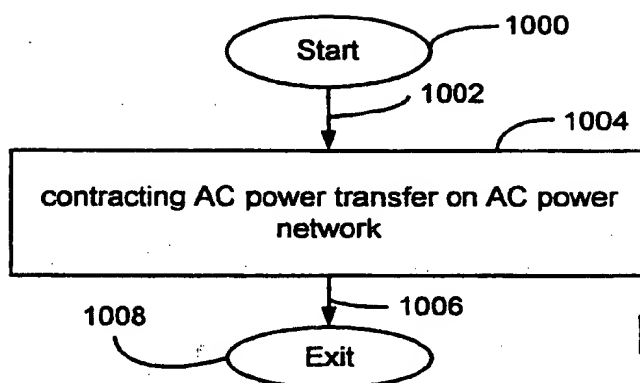 Start
1000
1002
1004
contracting AC power transfer on AC power
network
1006
1008
Exit